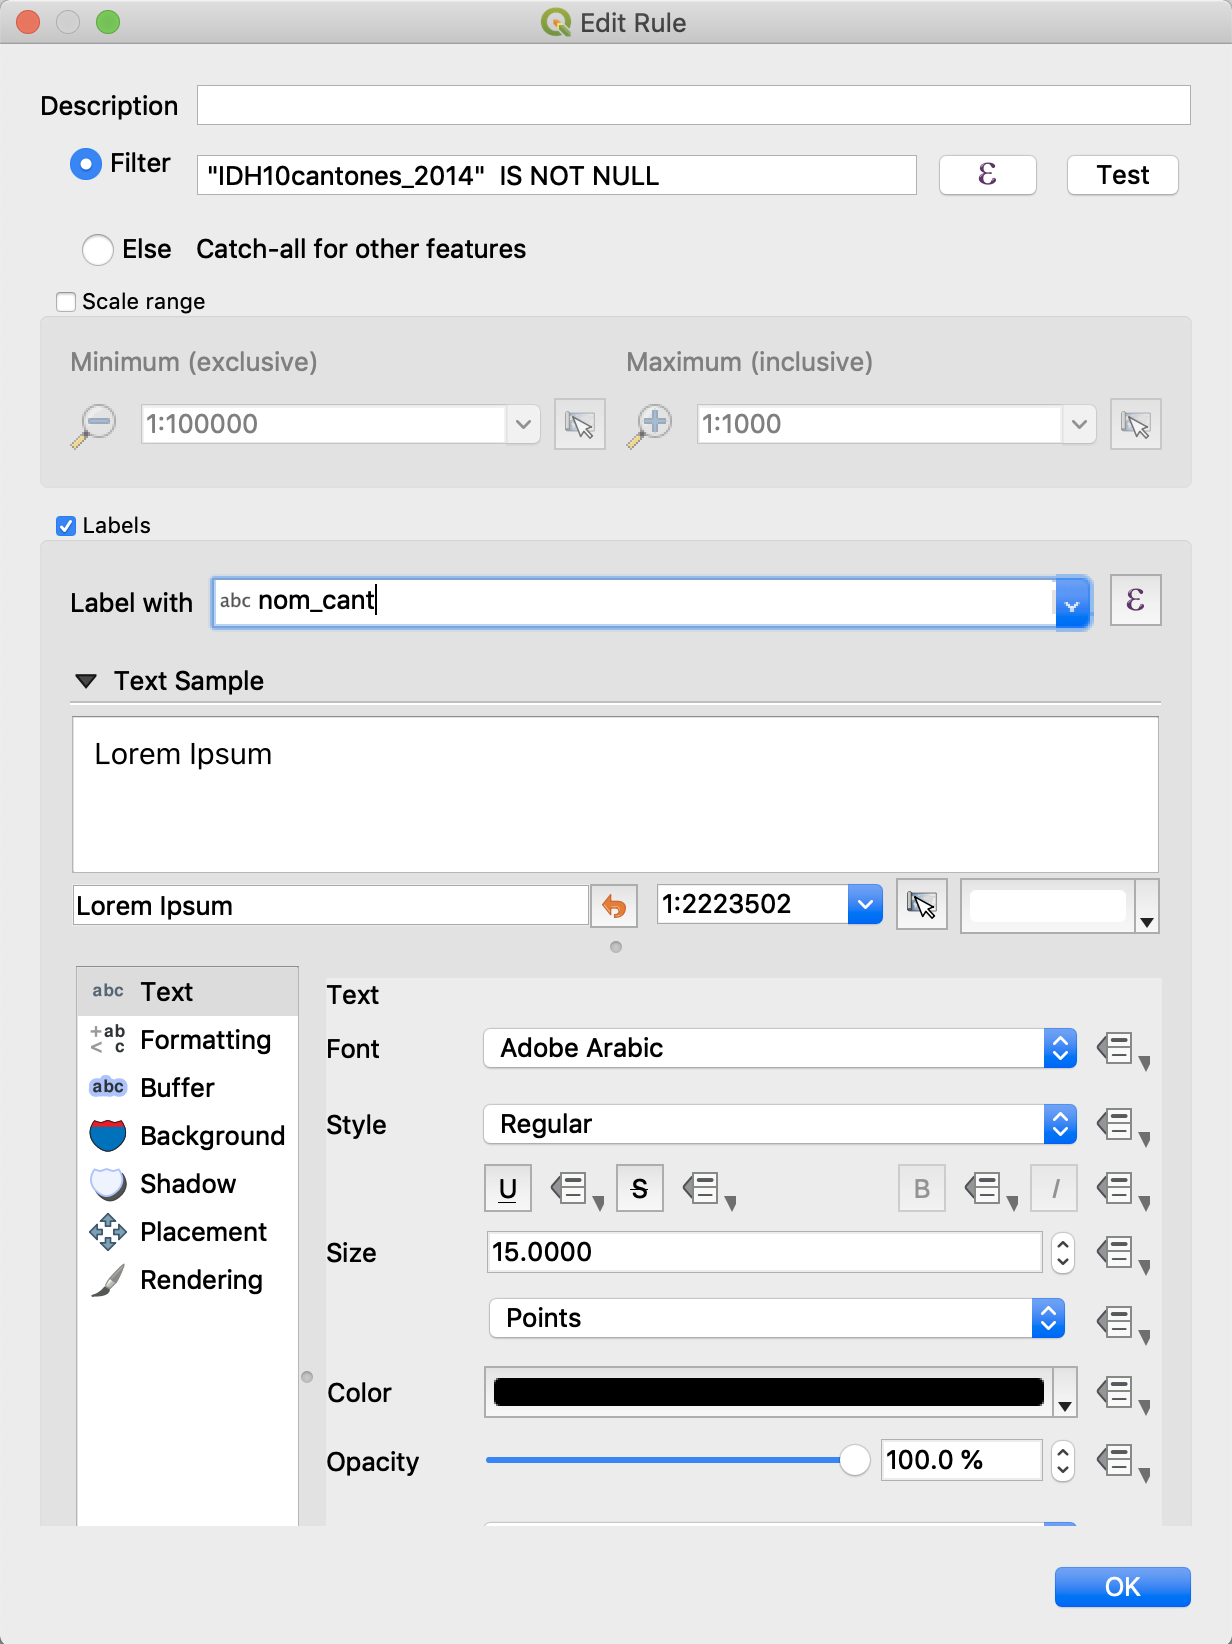 Edit Rule
Description
Filter "IDH10cantones_2014"  IS NOT NULL ε Test
Else Catch-all for other features
Scale range
Minimum (exclusive) Maximum (inclusive)
1:100000 1:1000
Labels
Label with abc nom_cant ε
Text Sample
Lorem Ipsum
Lorem Ipsum 1:2223502
abc Text
+ab < c Formatting
abc Buffer
Background
Shadow
Placement
Rendering
Text
Font Adobe Arabic
Style Regular
U S B I
Size 15.0000
Points
Color
Opacity 100.0 %
OK